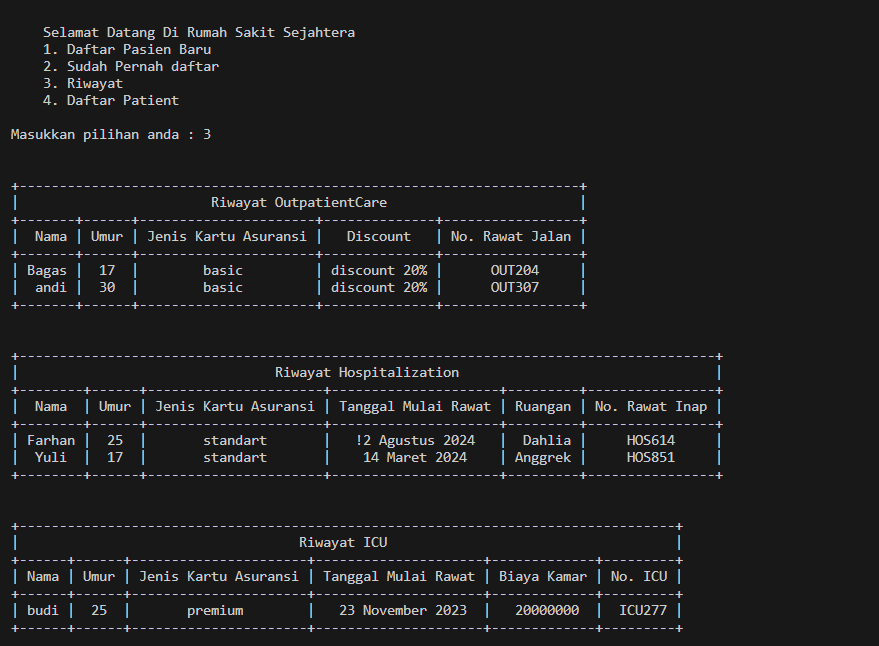 Selamat Datang Di Rumah Sakit Sejahtera
1. Daftar Pasien Baru
2. Sudah Pernah daftar
3. Riwayat
4. Daftar Patient
Masukkan pilihan anda : 3
+----------------------------------------------------------------------+
| Riwayat OutpatientCare |
+-------+------+----------------------+--------------+-----------------+
| Nama | Umur | Jenis Kartu Asuransi | Discount | No. Rawat Jalan |
+-------+------+----------------------+--------------+-----------------+
| Bagas | 17 | basic | discount 20% | OUT204 |
| andi | 30 | basic | discount 20% | OUT307 |
+-------+------+----------------------+--------------+-----------------+
+---------------------------------------------------------------------------------------+
| Riwayat Hospitalization |
+--------+------+----------------------+---------------------+---------+----------------+
| Nama | Umur | Jenis Kartu Asuransi | Tanggal Mulai Rawat | Ruangan | No. Rawat Inap |
+--------+------+----------------------+---------------------+---------+----------------+
| Farhan | 25 | standart | !2 Agustus 2024 | Dahlia | HOS614 |
| Yuli | 17 | standart | 14 Maret 2024 | Anggrek | HOS851 |
+--------+------+----------------------+---------------------+---------+----------------+
+----------------------------------------------------------------------------------+
| Riwayat ICU |
+------+------+----------------------+---------------------+-------------+---------+
| Nama | Umur | Jenis Kartu Asuransi | Tanggal Mulai Rawat | Biaya Kamar | No. ICU |
+------+------+----------------------+---------------------+-------------+---------+
| budi | 25 | premium | 23 November 2023 | 20000000 | ICU277 |
+------+------+----------------------+---------------------+-------------+---------+